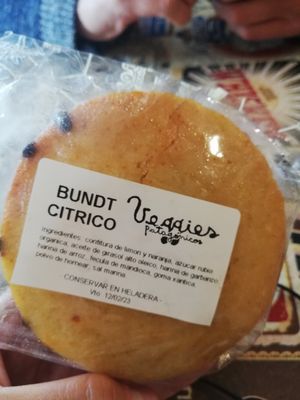 BUNDT
CITRICO
Veggies
patagónicos
Ingredientes: confitura de limon y naranja, azúcar rubia
organica, aceite de girasol alto oleico, harina de garbanzo,
harina de arroz, fecula de mandioca, goma xantica,
polvo de hornear, sal marina
- CONSERVAR EN HELADERA -
Vto. 12/02/23